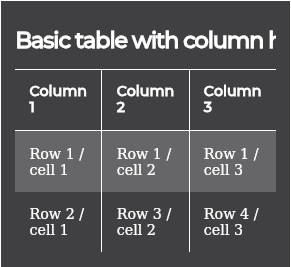 Basic table with column h
Column 1
Column 2
Column 3
Row 1 / cell 1
Row 1 / cell 2
Row 1 / cell 3
Row 2 / cell 1
Row 3 / cell 2
Row 4 / cell 3